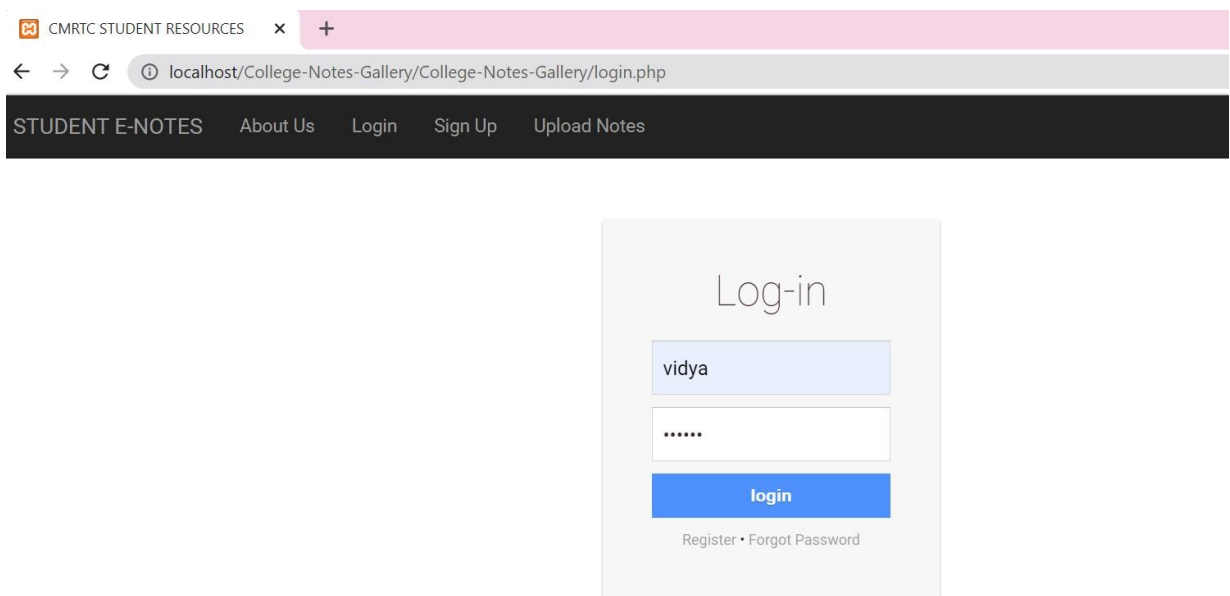 CMRTC STUDENT RESOURCES
localhost/College-Notes-Gallery/College-Notes-Gallery/login.php
STUDENT E-NOTES About Us Login Sign Up Upload Notes
Log-in
vidya
••••••
login
Register • Forgot Password